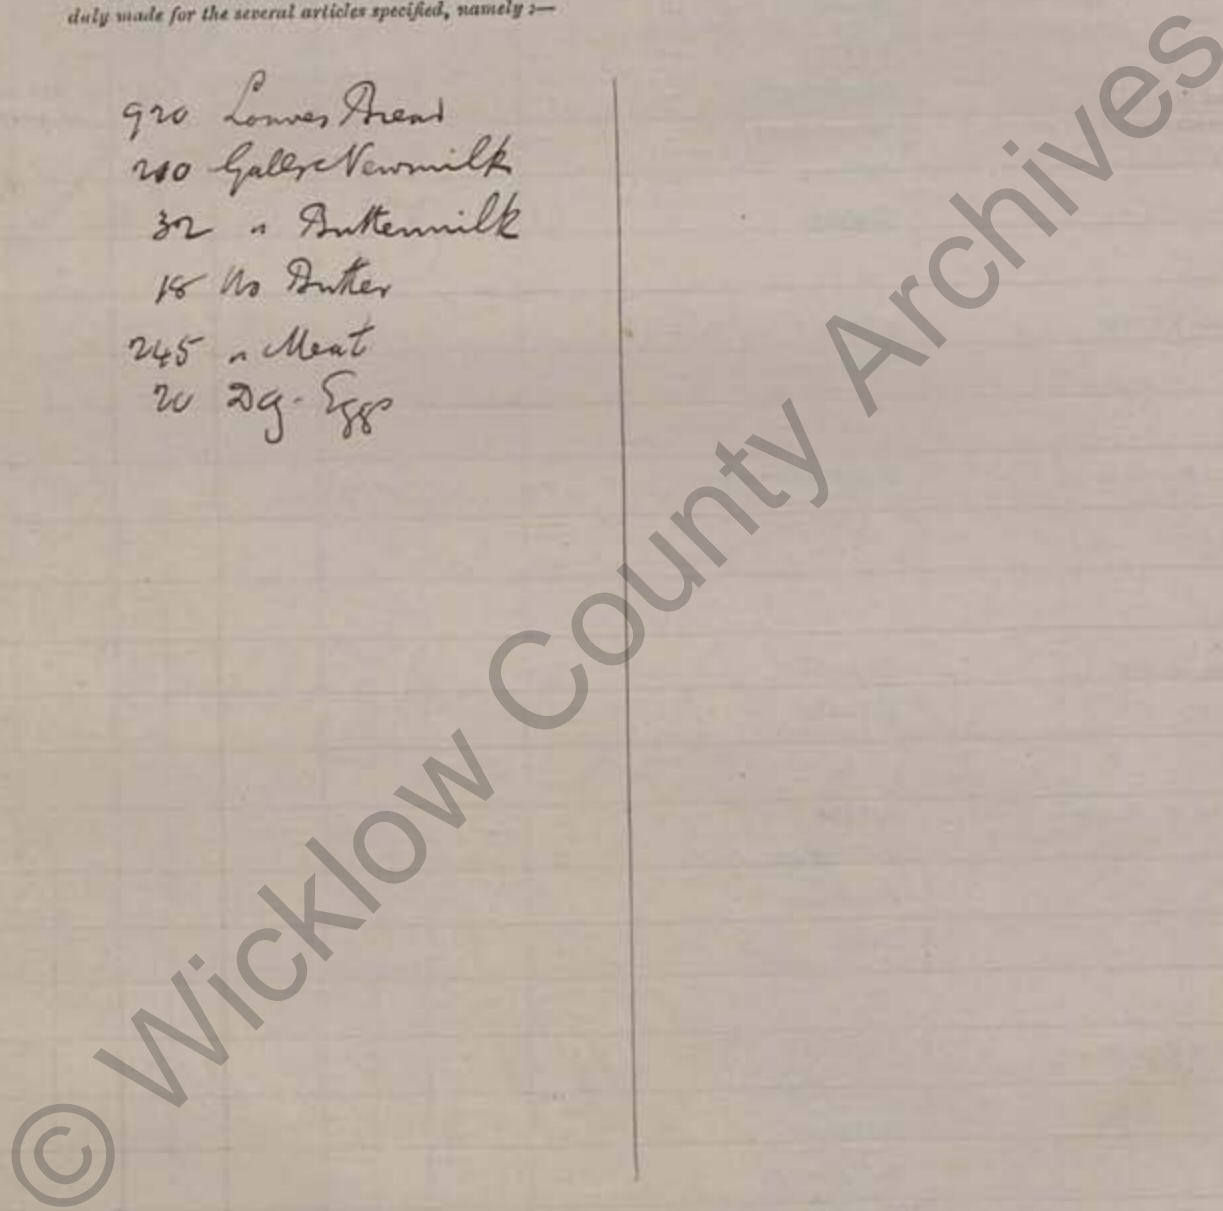 duly made for the several articles specified, namely :—
920 Loaves Bread
210 Galls Newmilk
32 " Buttermilk
18 lbs Butter
245 " Meat
20 Dz. Eggs
© Wicklow County Archives